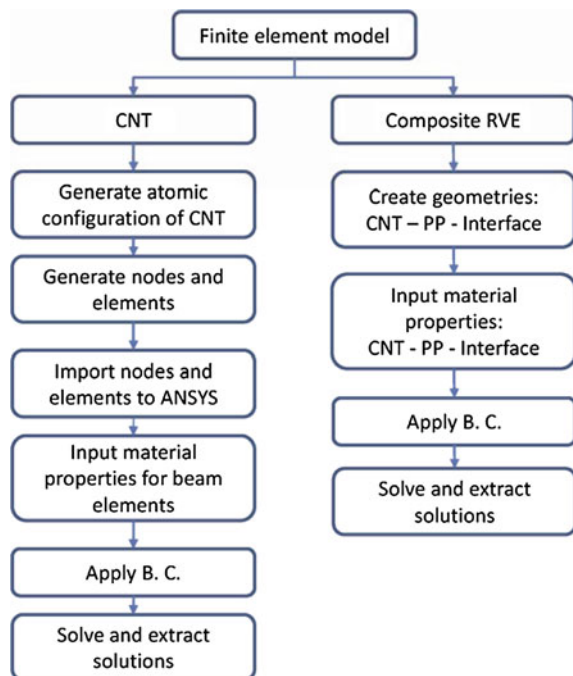 Finite element model
CNT
Generate atomic
configuration of CNT
Generate nodes and
elements
Import nodes and
elements to ANSYS
Input material
properties for beam
elements
Apply B. C.
Solve and extract
solutions
Composite RVE
Create geometries:
CNT – PP - Interface
Input material
properties:
CNT - PP - Interface
Apply B. C.
Solve and extract
solutions